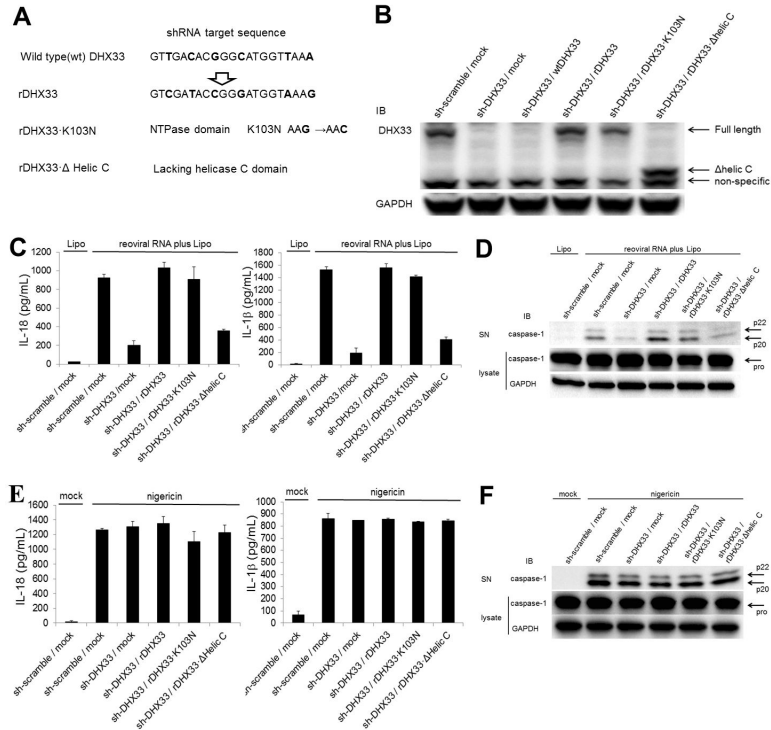 A
shRNA target sequence
Wild type(wt) DHX33 GTTGACACGGGCATGGTTAAA
rDHX33 GTCGATACCGGGATGGTAAAG
rDHX33·K103N NTPase domain K103N AAG →AAC
rDHX33·Δ Helic C Lacking helicase C domain
B
sh-scramble / mock
sh-DHX33 / mock
sh-DHX33 / wtDHX33
sh-DHX33 / rDHX33
sh-DHX33 / rDHX33·K103N
sh-DHX33 / rDHX33·Δhelic C
IB
DHX33
Full length
Δhelic C
non-specific
GAPDH
C
Lipo reoviral RNA plus Lipo
IL-18 (pg/mL)
1200
1000
800
600
400
200
0
sh-scramble / mock
sh-scramble / mock
sh-DHX33 /mock
sh-DHX33 / rDHX33
sh-DHX33 / rDHX33·K103N
sh-DHX33 / rDHX33·Δhelic C
Lipo reoviral RNA plus Lipo
IL-1β (pg/mL)
1800
1600
1400
1200
1000
800
600
400
200
0
sh-scramble / mock
sh-scramble / mock
sh-DHX33 / mock
sh-DHX33 / rDHX33
sh-DHX33 / rDHX33·K103N
sh-DHX33 / rDHX33·Δhelic C
D
Lipo reoviral RNA plus Lipo
sh-scramble / mock
sh-scramble / mock
sh-DHX33 / mock
sh-DHX33 / rDHX33
sh-DHX33 /
rDHX33·K103N
sh-DHX33 /
rDHX33·Δhelic C
IB
SN caspase-1
p22
p20
lysate
caspase-1
pro
GAPDH
E
mock nigericin
IL-18 (pg/mL)
1600
1400
1200
1000
800
600
400
200
0
sh-scramble / mock
sh-scramble / mock
sh-DHX33 / mock
sh-DHX33 / rDHX33
sh-DHX33 / rDHX33·K103N
sh-DHX33 / rDHX33·ΔHelic C
mock nigericin
IL-1β (pg/mL)
1000
900
800
700
600
500
400
300
200
100
0
sh-scramble / mock
sh-scramble / mock
sh-DHX33 / mock
sh-DHX33 / rDHX33
sh-DHX33 / rDHX33·K103N
sh-DHX33 / rDHX33·ΔHelic C
F
mock nigericin
sh-scramble / mock
sh-scramble / mock
sh-DHX33 / mock
sh-DHX33 / rDHX33
sh-DHX33 /
rDHX33·K103N
sh-DHX33 /
rDHX33·ΔHelic C
IB
SN caspase-1
p22
p20
lysate
caspase-1
pro
GAPDH